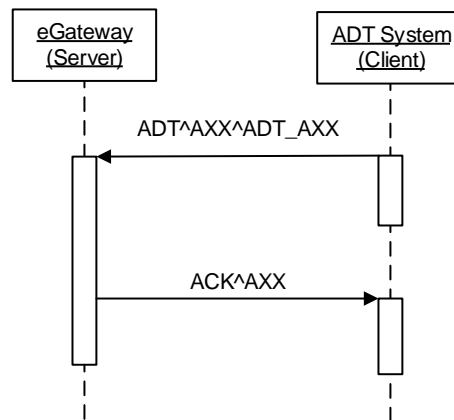 eGateway
(Server)
ADT System
(Client)
ADT^AXX^ADT_AXX
ACK^AXX